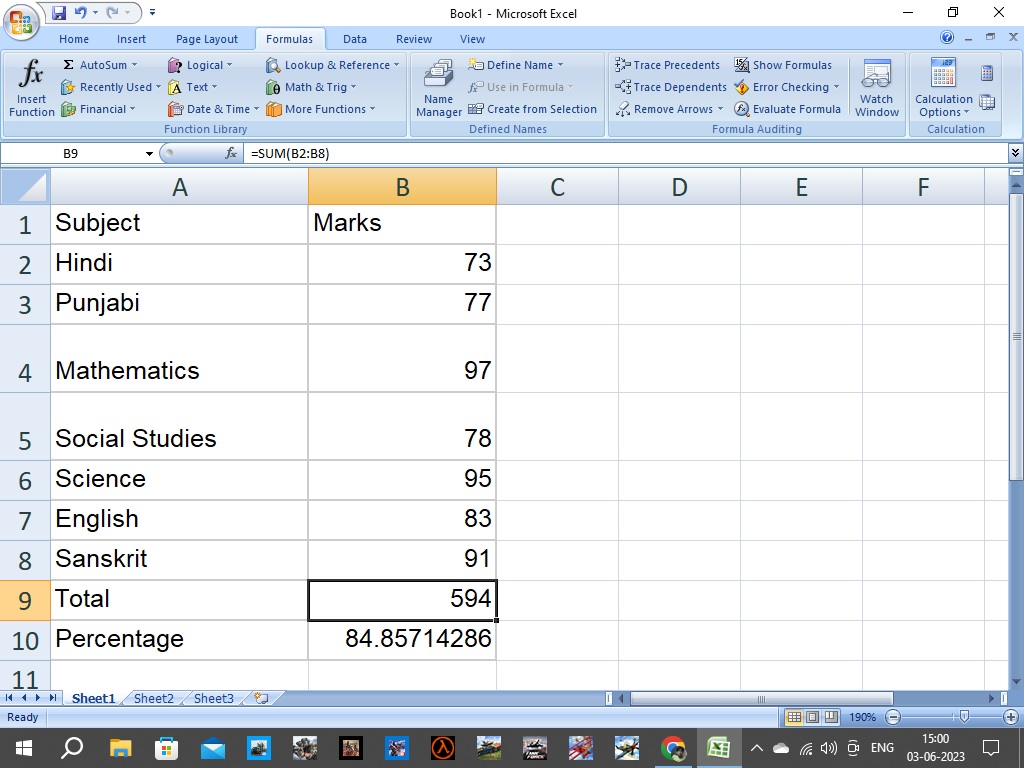 Book1 - Microsoft Excel
Home Insert Page Layout Formulas Data Review View
fx Insert Function
Σ AutoSum
Recently Used
Financial
Logical
Text
Date & Time
Lookup & Reference
Math & Trig
More Functions
Function Library
Name Manager
Define Name
Use in Formula
Create from Selection
Defined Names
Trace Precedents
Trace Dependents
Remove Arrows
Show Formulas
Error Checking
Evaluate Formula
Formula Auditing
Watch Window
Calculation Options
Calculation
B9 fx =SUM(B2:B8)
A B C D E F
1 Subject Marks
2 Hindi 73
3 Punjabi 77
4 Mathematics 97
5 Social Studies 78
6 Science 95
7 English 83
8 Sanskrit 91
9 Total 594
10 Percentage 84.85714286
11
Sheet1 Sheet2 Sheet3
Ready 190%
ENG 15:00
03-06-2023